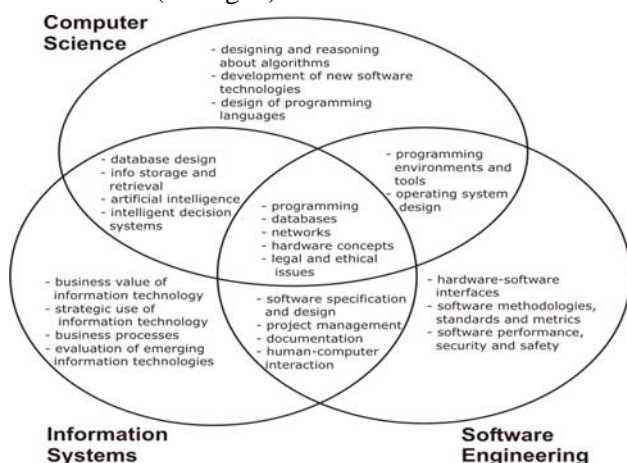 Computer
Science
- designing and reasoning
about algorithms
- development of new software
technologies
- design of programming
languages
- database design
- info storage and
retrieval
- artificial intelligence
- intelligent decision
systems
- programming
environments and
tools
- operating system
design
- programming
- databases
- networks
- hardware concepts
- legal and ethical
issues
- business value of
information technology
- strategic use of
information technology
- business processes
- evaluation of emerging
information technologies
- software specification
and design
- project management
- documentation
- human-computer
interaction
- hardware-software
interfaces
- software methodologies,
standards and metrics
- software performance,
security and safety
Information
Systems
Software
Engineering